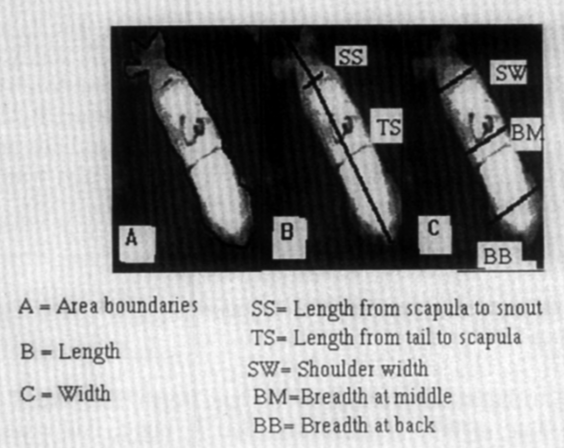 SS
SW
TS
BM
A
B
C
BB
A = Area boundaries
B = Length
C = Width
SS= Length from scapula to snout
TS= Length from tail to scapula
SW= Shoulder width
BM=Breadth at middle
BB= Breadth at back